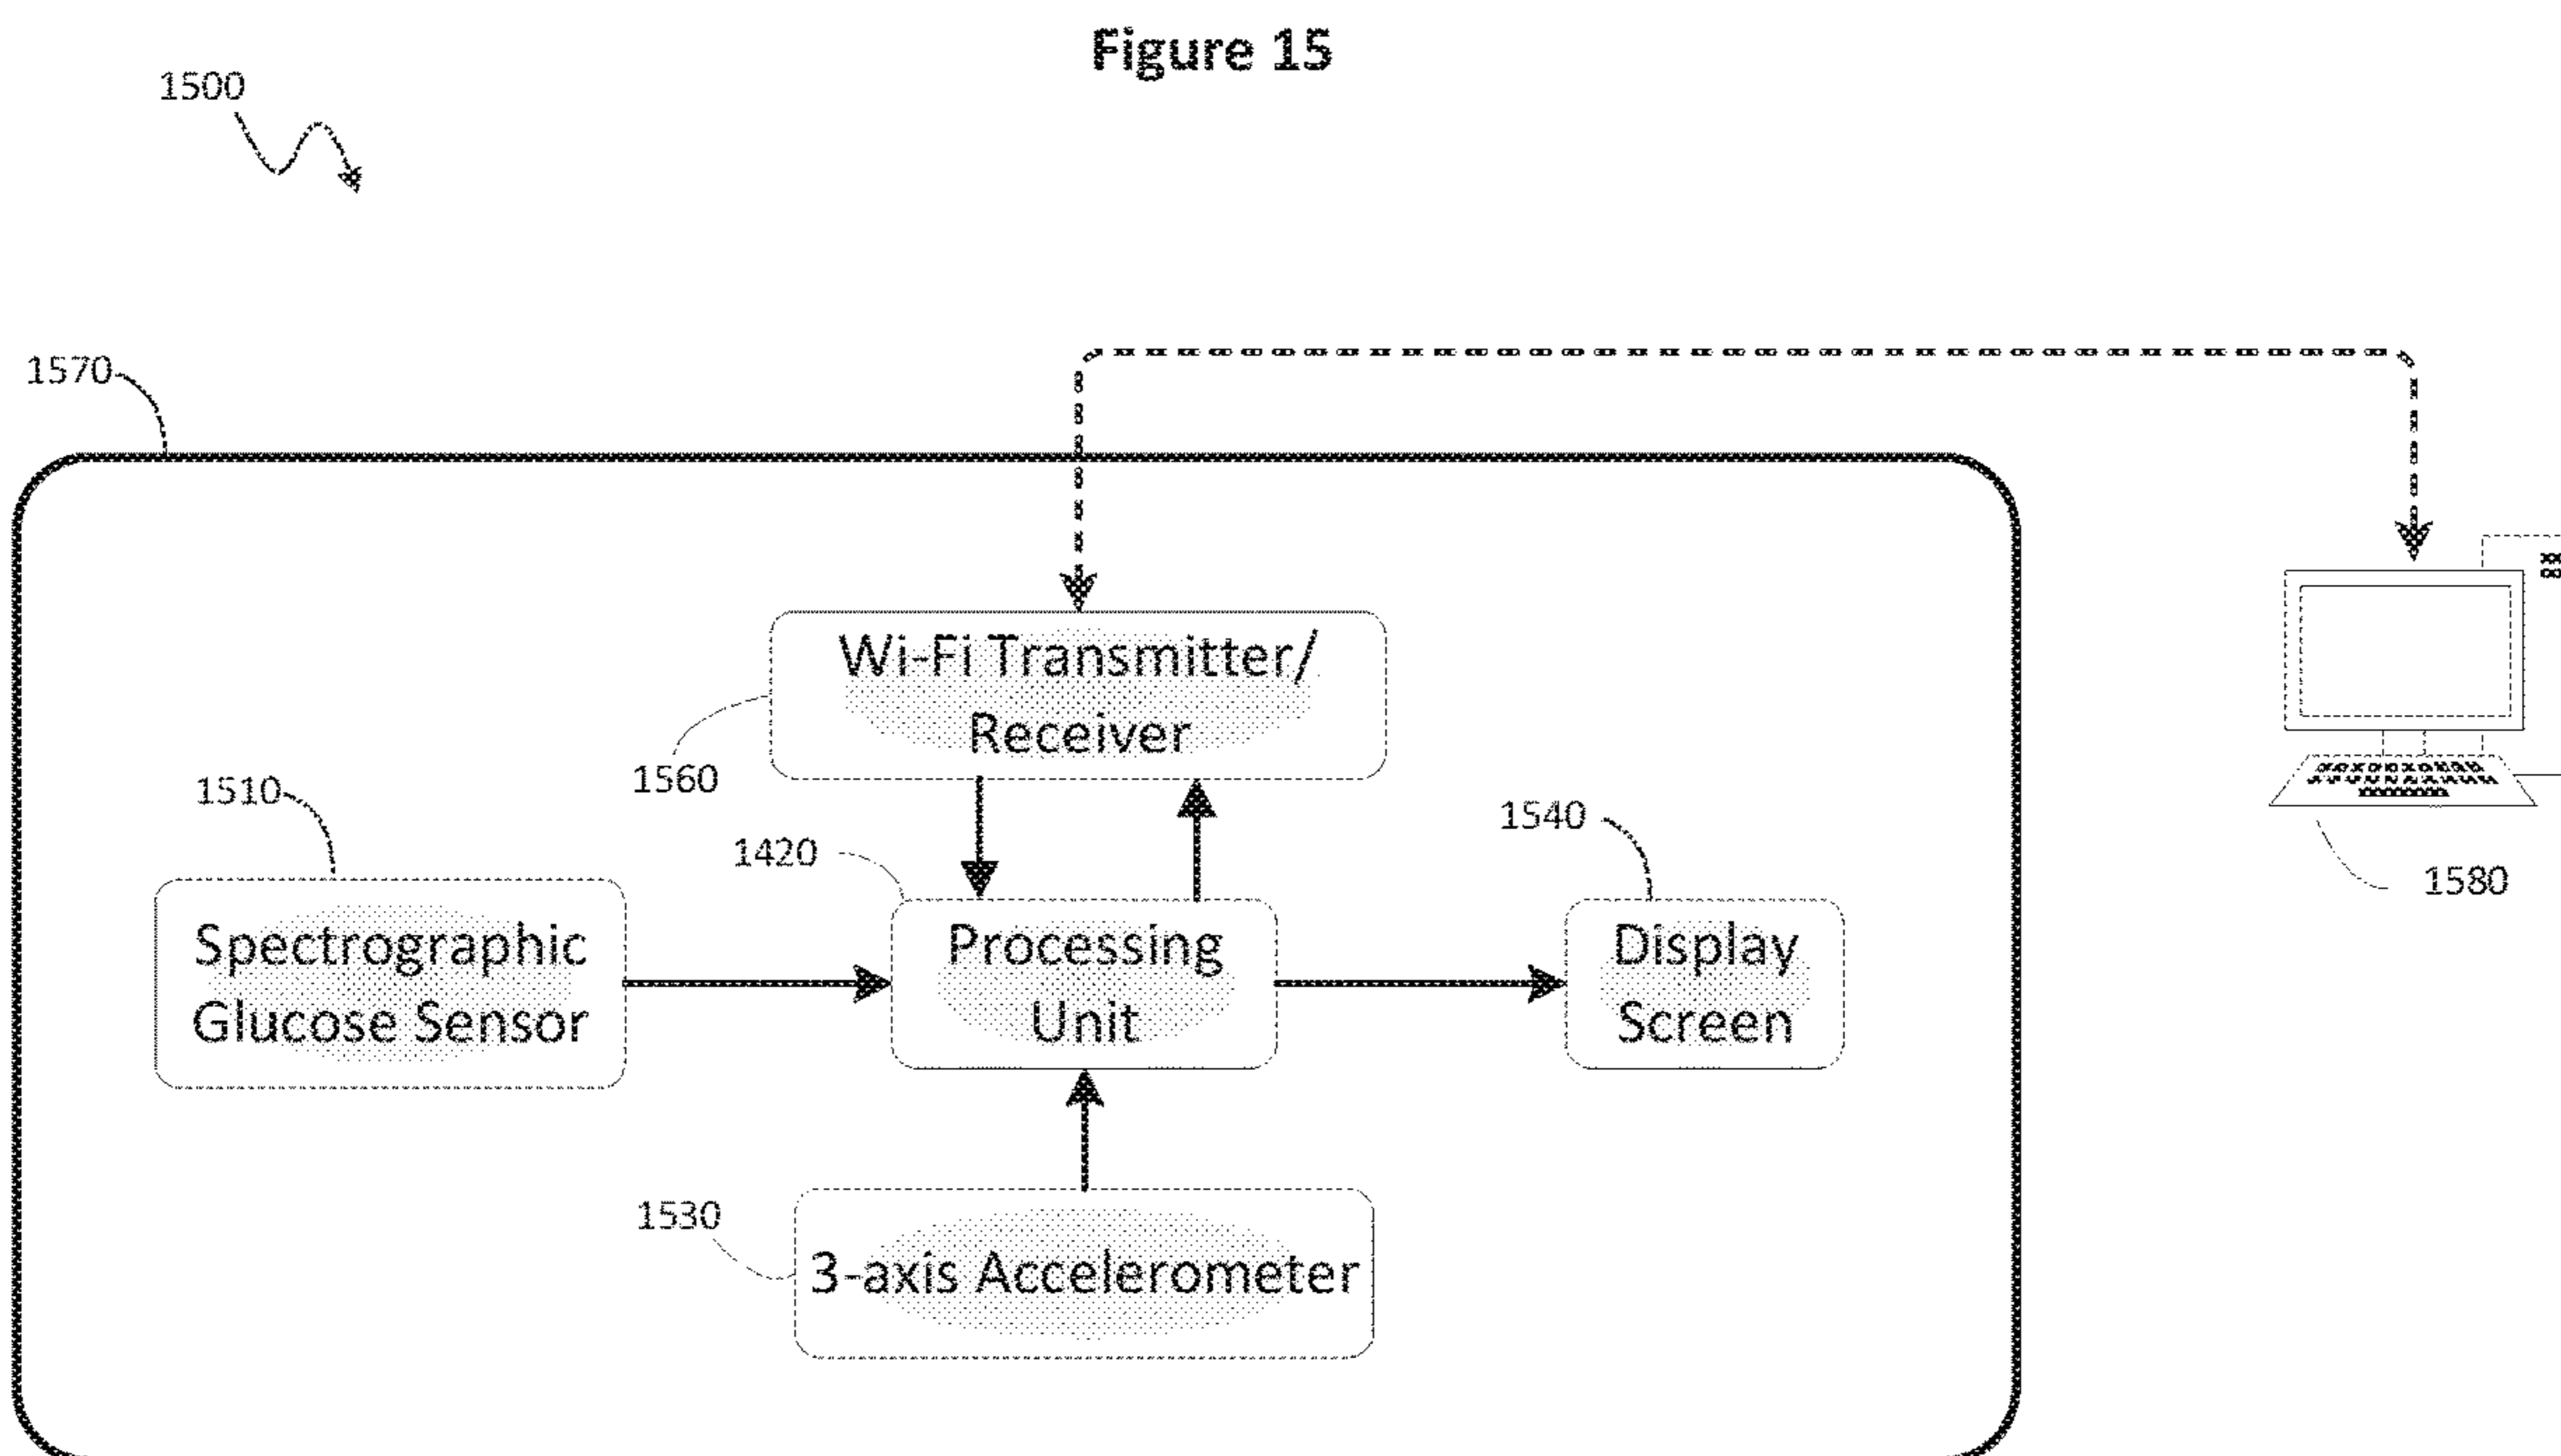 Figure 15
1500
1570
Wi-Fi Transmitter/
Receiver
1560
1510
1420
1540
1580
Spectrographic
Glucose Sensor
Processing
Unit
Display
Screen
1530
3-axis Accelerometer